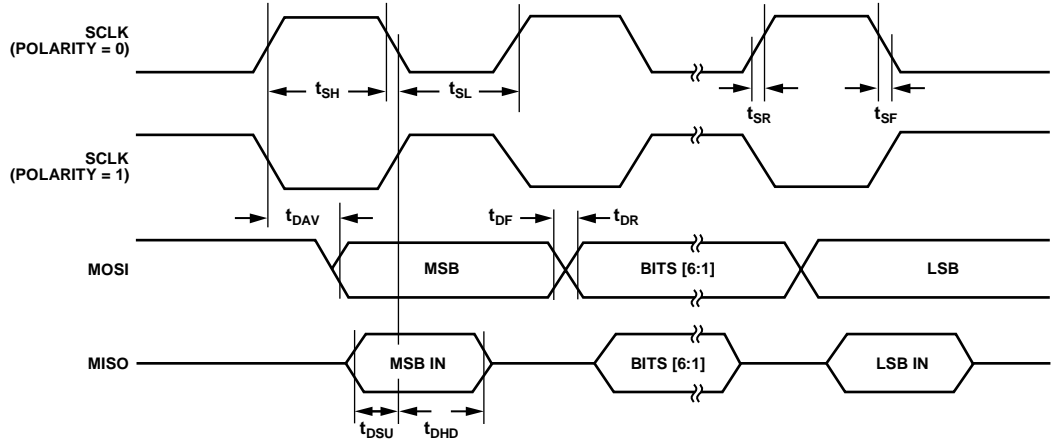 SCLK
(POLARITY = 0)
tSH
tSL
tSR
tSF
SCLK
(POLARITY = 1)
tDAV
tDF
tDR
MOSI
MSB
BITS [6:1]
LSB
MISO
MSB IN
BITS [6:1]
LSB IN
tDSU
tDHD